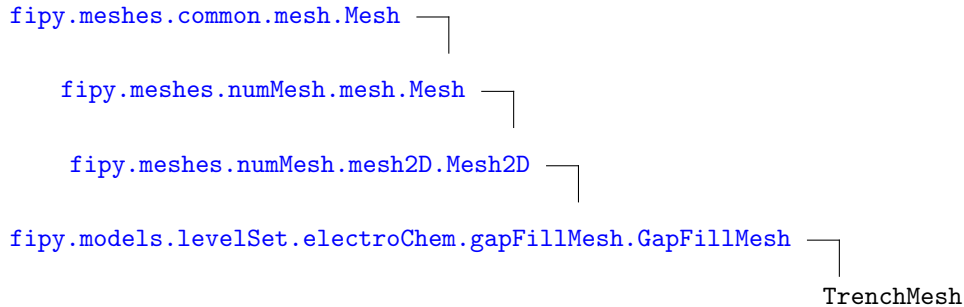 fipy.meshes.common.mesh.Mesh
fipy.meshes.numMesh.mesh.Mesh
fipy.meshes.numMesh.mesh2D.Mesh2D
fipy.models.levelSet.electroChem.gapFillMesh.GapFillMesh
TrenchMesh